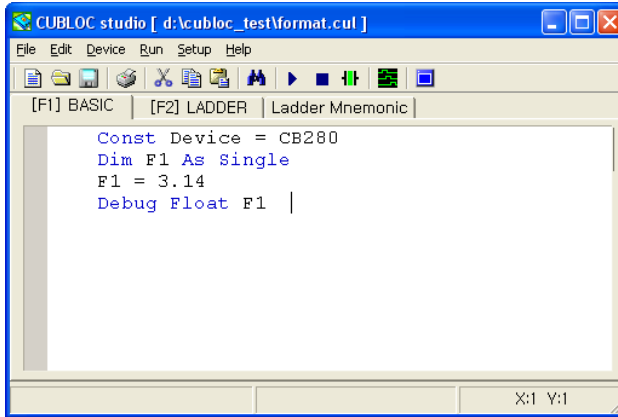 CUBLOC studio [ d:\cubloc_test\format.cul ]
File Edit Device Run Setup Help
[F1] BASIC [F2] LADDER Ladder Mnemonic
Const Device = CB280
Dim F1 As Single
F1 = 3.14
Debug Float F1
X:1 Y:1